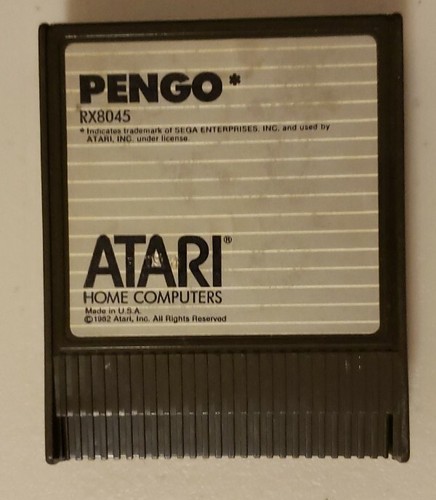 PENGO*
RX8045
* Indicates trademark of SEGA ENTERPRISES, INC. and used by
ATARI, INC. under license.
ATARI®
HOME COMPUTERS
Made in U.S.A.
©1982 Atari, Inc. All Rights Reserved